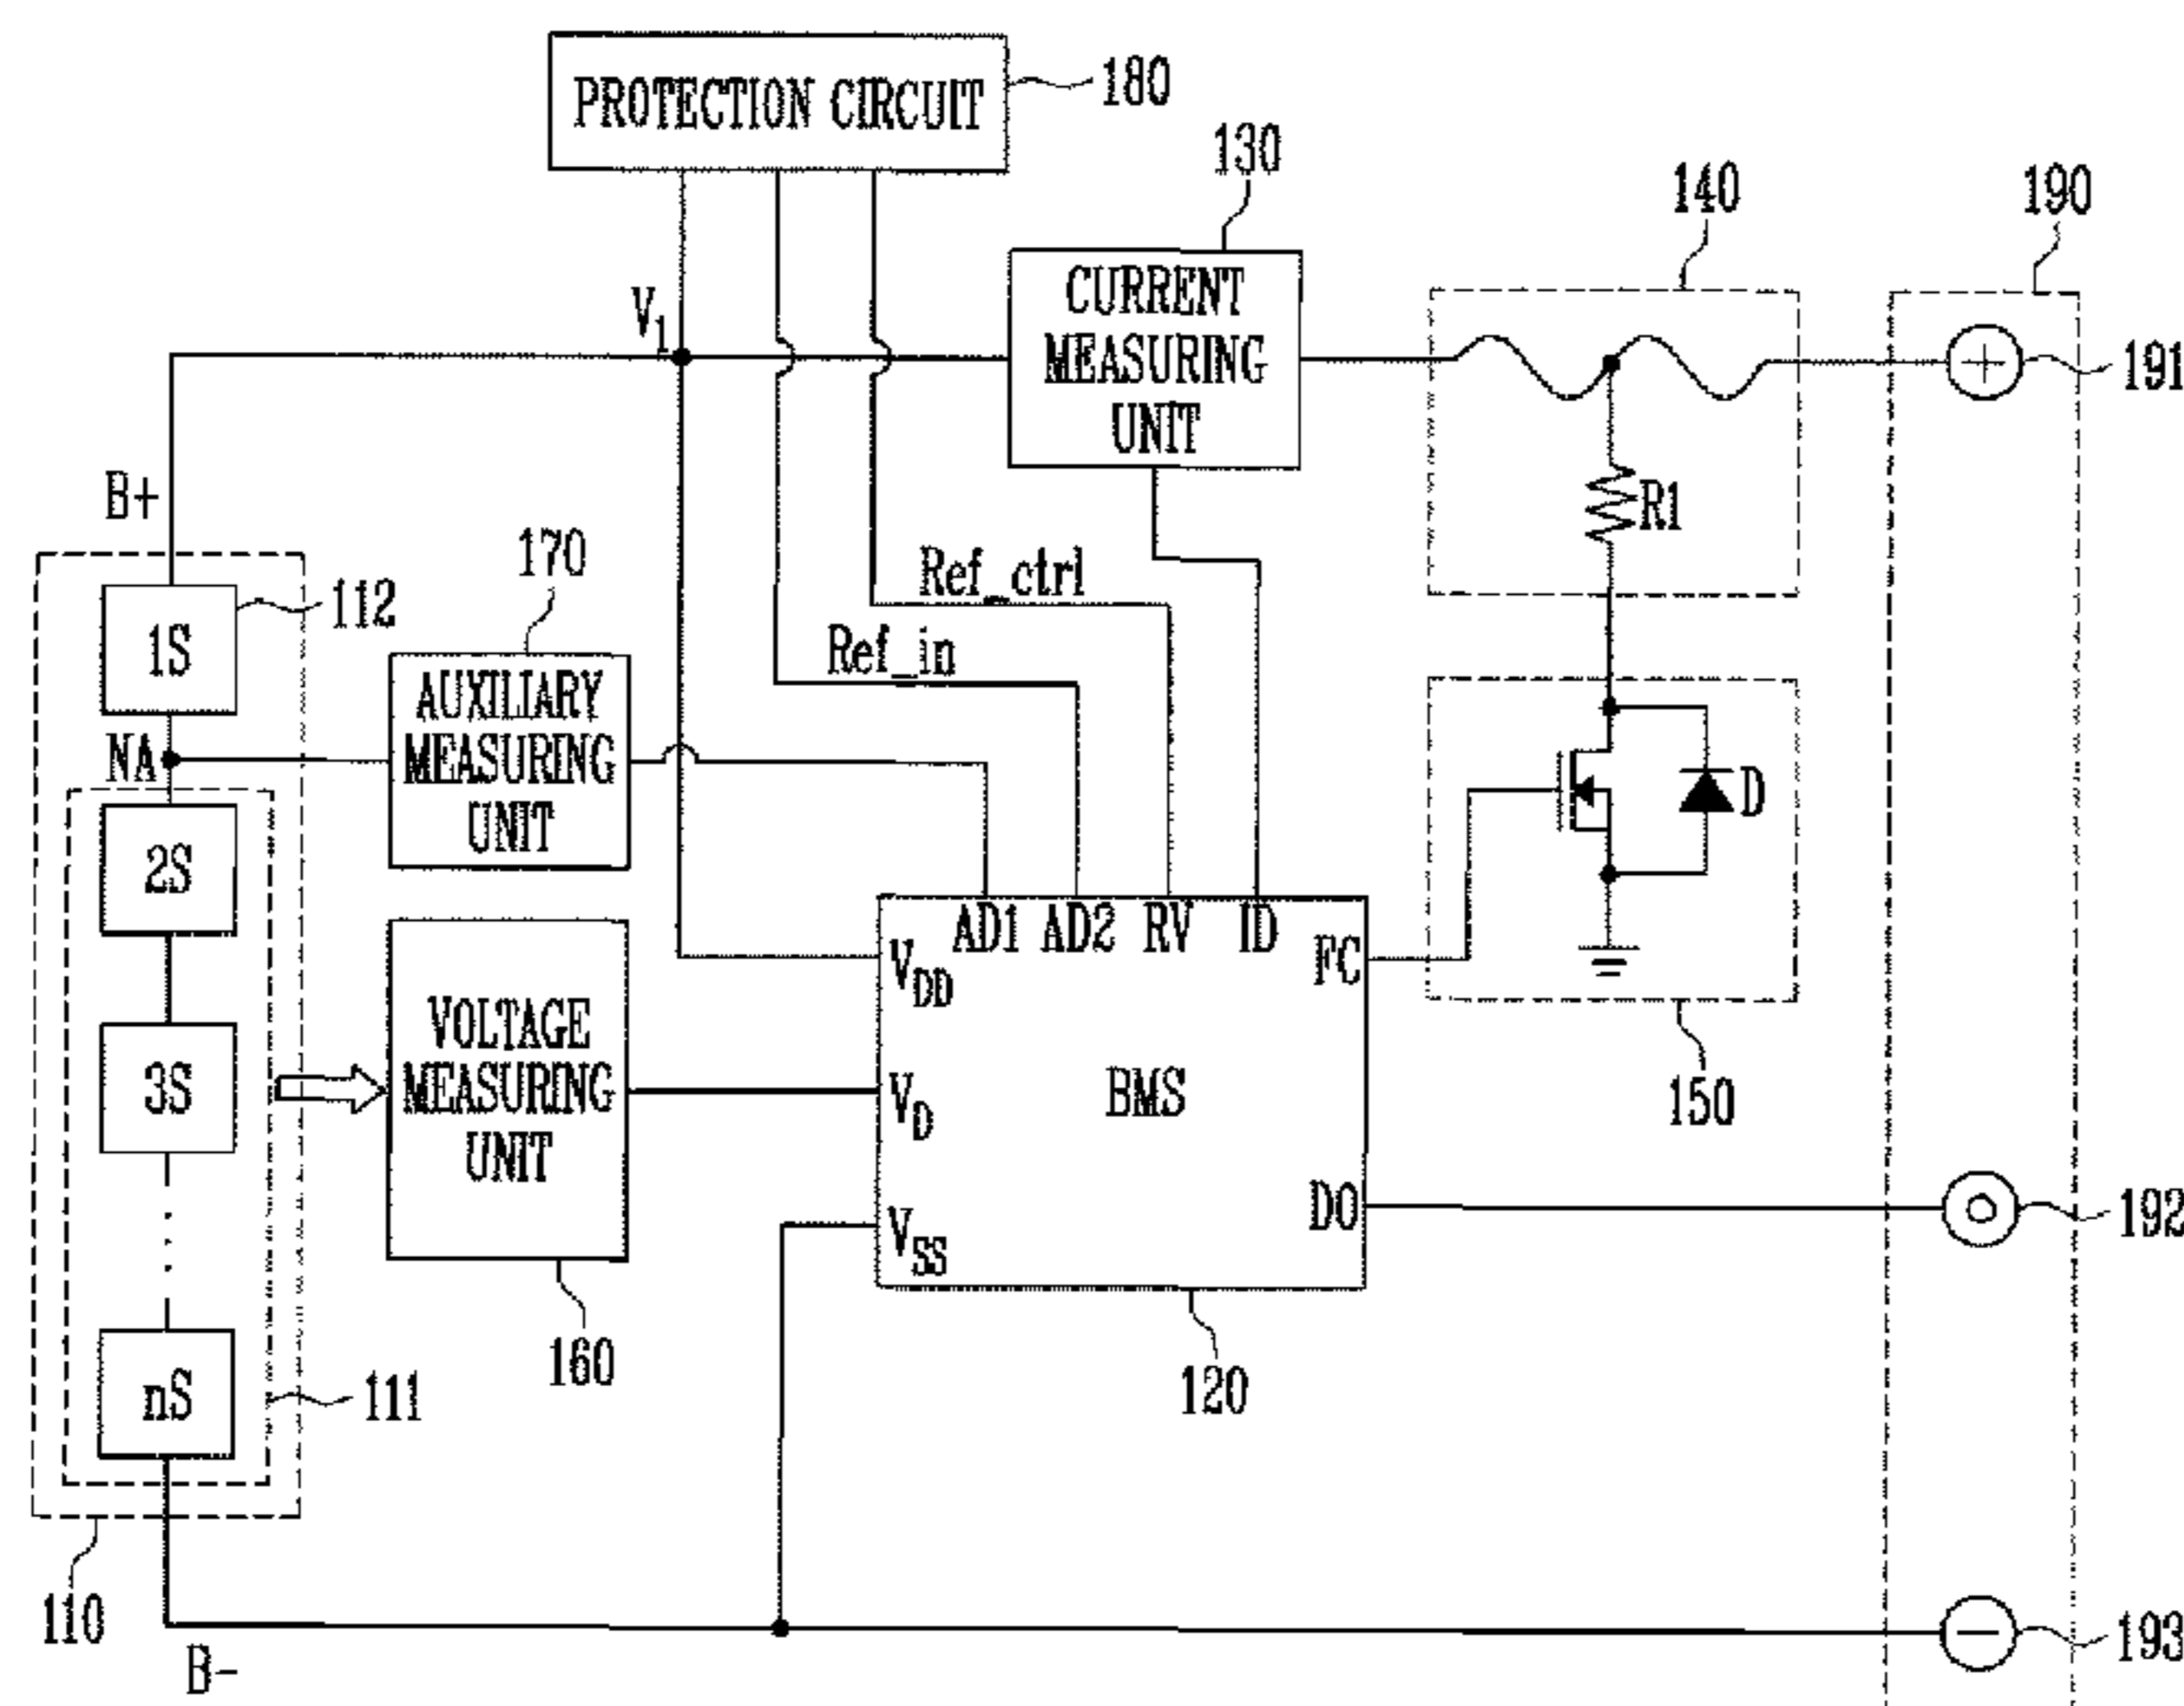 PROTECTION CIRCUIT
180
130
140
190
V1
CURRENT
MEASURING
UNIT
+
191
B+
R1
170
Ref_ctrl
112
1S
Ref_in
AUXILIARY
MEASURING
UNIT
NA
D
2S
AD1 AD2 RV ID
FC
VDD
VOLTAGE
MEASURING
UNIT
3S
VD
BMS
150
DO
192
VSS
160
nS
111
120
110
B-
−
193